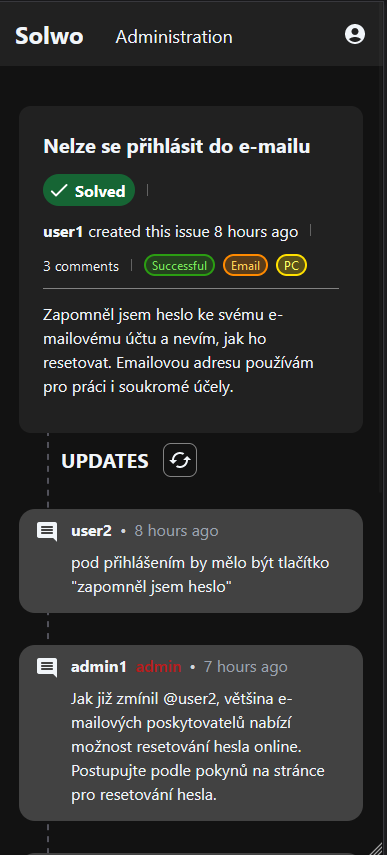 Solwo Administration
Nelze se přihlásit do e-mailu
Solved
user1 created this issue 8 hours ago
3 comments Successful Email PC
Zapomněl jsem heslo ke svému e-
mailovému účtu a nevím, jak ho
resetovat. Emailovou adresu používám
pro práci i soukromé účely.
UPDATES
user2 • 8 hours ago
pod přihlášením by mělo být tlačítko
"zapomněl jsem heslo"
admin1 admin • 7 hours ago
Jak již zmínil @user2, většina e-
mailových poskytovatelů nabízí
možnost resetování hesla online.
Postupujte podle pokynů na stránce
pro resetování hesla.